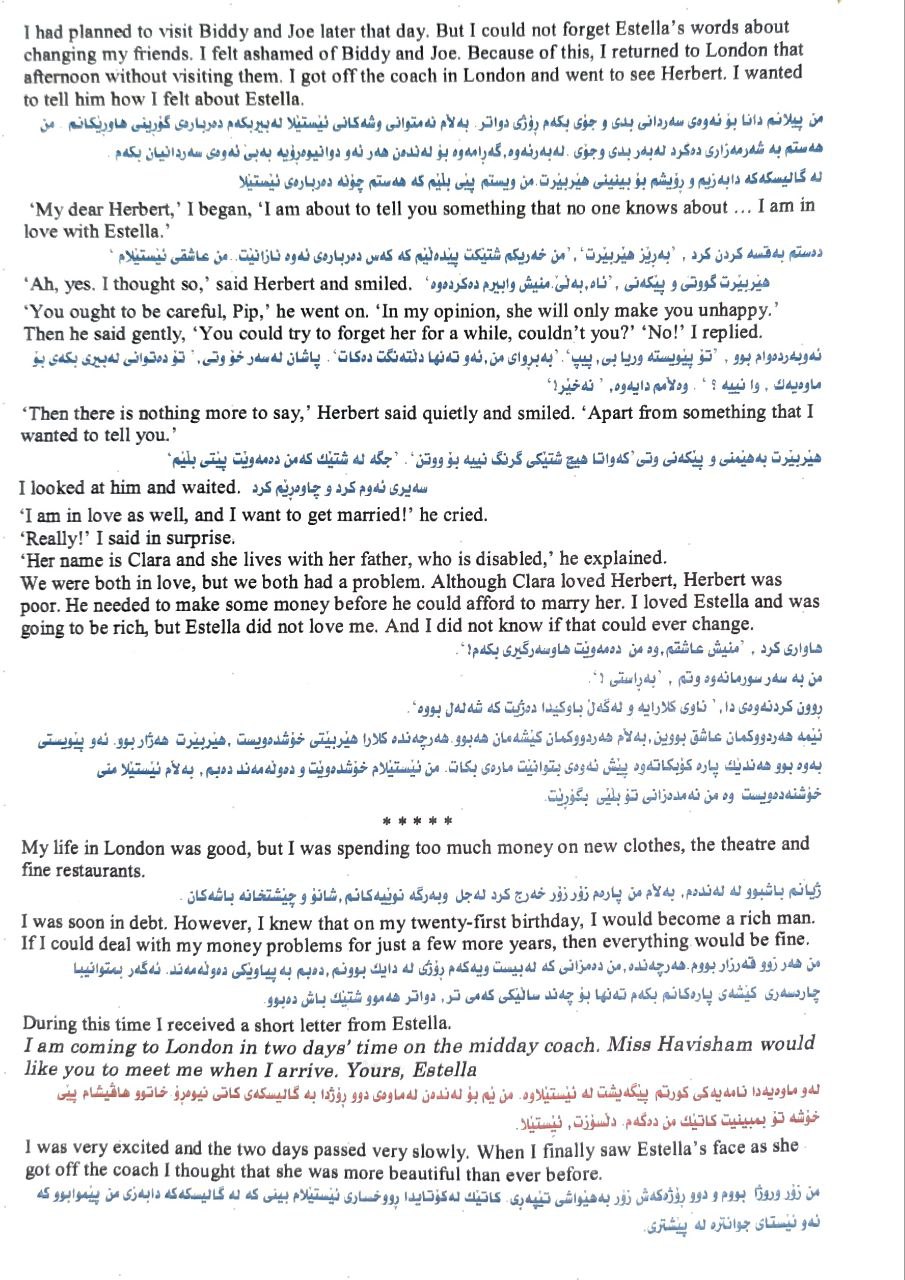 I had planned to visit Biddy and Joe later that day. But I could not forget Estella’s words about
changing my friends. I felt ashamed of Biddy and Joe. Because of this, I returned to London that
afternoon without visiting them. I got off the coach in London and went to see Herbert. I wanted
to tell him how I felt about Estella.
من پیلانم دانا بۆ ئەوەی سەردانی بدی و جۆی بکەم ڕۆژی دواتر. بەڵام نەمتوانی وشەکانی ئێستێلا لەبیربکەم دەربارەی گۆڕینی هاوڕێکانم . من
هەستم بە شەرمەزاری دەکرد لەبەر بدی وجۆی .لەبەرئەوە,گەڕامەوە بۆ لەندەن هەر ئەو دوانیوەڕۆیە بەبێ ئەوەی سەردانیان بکەم .
لە گالیسکەکە دابەزیم و ڕۆیشم بۆ بینینی هێربێرت.من ویستم پێی بڵێم کە هەستم چۆنە دەربارەی ئێستێلا
‘My dear Herbert,’ I began, ‘I am about to tell you something that no one knows about … I am in
love with Estella.’
دەستم بەقسە کردن کرد , ’بەڕێز هێربێرت‘,’من خەریکم شتێکت پێدەڵێم کە کەس دەربارەی ئەوە نازانێت..من عاشقی ئێستێلام ‘
‘Ah, yes. I thought so,’ said Herbert and smiled. هێربێرت گووتی و پێکەنی , ’ئاە,بەڵێ.منیش وابیرم دەکردەوە‘
‘You ought to be careful, Pip,’ he went on. ‘In my opinion, she will only make you unhappy.’
Then he said gently, ‘You could try to forget her for a while, couldn’t you?’ ‘No!’ I replied.
ئەوبەردەوام بوو , ’تۆ پێویستە وریا بی, پیپ‘.’بەبڕوای من,ئەو تەنها دڵتەنگت دەکات‘. پاشان لەسەر خۆ وتی, ’تۆ دەتوانی لەبیری بکەی بۆ
ماوەیەك , وا نییە ؟ ‘ . وەڵامم دایەوە, ’ نەخێر!‘
‘Then there is nothing more to say,’ Herbert said quietly and smiled. ‘Apart from something that I
wanted to tell you.’
هێربێرت بەهێمنی و پێکەنی وتی’کەواتا هیچ شتێکی گرنگ نییە بۆ ووتن‘. ’جگە لە شتێك کەمن دەمەوێت پێتی بڵێم‘
I looked at him and waited. سەیری ئەوم کرد و چاوەڕێم کرد
‘I am in love as well, and I want to get married!’ he cried.
‘Really!’ I said in surprise.
‘Her name is Clara and she lives with her father, who is disabled,’ he explained.
We were both in love, but we both had a problem. Although Clara loved Herbert, Herbert was
poor. He needed to make some money before he could afford to marry her. I loved Estella and was
going to be rich, but Estella did not love me. And I did not know if that could ever change.
هاواری کرد , ’منیش عاشقم,وە من دەمەوێت هاوسەرگیری بکەم!‘.
من بە سەر سورمانەوە وتم , ’بەڕاستی !‘.
ڕوون کردنەوەی دا, ’ ناوی کلارایە و لەگەڵ باوکیدا دەژێت کە شەلەل بووە‘.
ئێمە هەردووکمان عاشق بووین,بەڵام هەردووکمان کێشەمان هەبوو.هەرچەندە کلارا هێربێتی خۆشدەویست ,هێربێرت هەژار بوو. ئەو پێویستی
بەوە بوو هەندێك پارە کۆبکاتەوە پێش ئەوەی بتوانێت مارەی بکات. من ئێستێلام خۆشدەوێت و دەوڵەمەند دەبم, بەڵام ئێستێلا منی
خۆشنەدەویست وە من نەمدەزانی تۆ بڵێی بگۆڕێت.
* * * * *
My life in London was good, but I was spending too much money on new clothes, the theatre and
fine restaurants.
ژیانم باشبوو لە لەندەم, بەڵام من پارەم زۆر زۆر خەرج کرد لەجل وبەرگە نوێیەکانم,شانۆ و چێشتخانە باشەکان .
I was soon in debt. However, I knew that on my twenty-first birthday, I would become a rich man.
If I could deal with my money problems for just a few more years, then everything would be fine.
من هەر زوو قەرزار بووم.هەرچەندە,من دەمزانی کە لەبیست ویەکەم ڕۆژی لە دایك بوونم, دەبم بە پیاوێکی دەوڵەمەند. ئەگەر بمتوانیبا
چارسەری کێشەی پارەکانم بکەم تەنها بۆ چەند ساڵێکی کەمی تر, دواتر هەموو شتێك باش دەبوو.
During this time I received a short letter from Estella.
I am coming to London in two days’ time on the midday coach. Miss Havisham would
like you to meet me when I arrive. Yours, Estella
لەو ماوەیەدا نامەیەکی کورتم پێگەیشت لە ئێستێلاوە. من یێم بۆ لەندەن لەماوەی دوو ڕۆژدا بە گالیسکەی کاتی نیوەڕۆ. خاتوو هاڤیشام پێی
خۆشە تۆ بمبینیت کاتێك من دەگەم. دڵسۆزت, ئێستێلا.
I was very excited and the two days passed very slowly. When I finally saw Estella’s face as she
got off the coach I thought that she was more beautiful than ever before.
من زۆر وروژا بووم و دوو ڕۆژەکەش زۆر بەهێواشی تێپەڕی. کاتێك لەکۆتایدا ڕووخساری ئێستێلام بینی کە لە گالیسکەکە دابەزی من پێموابوو کە
ئەو ئێستای جوانترە لە پێشتری.